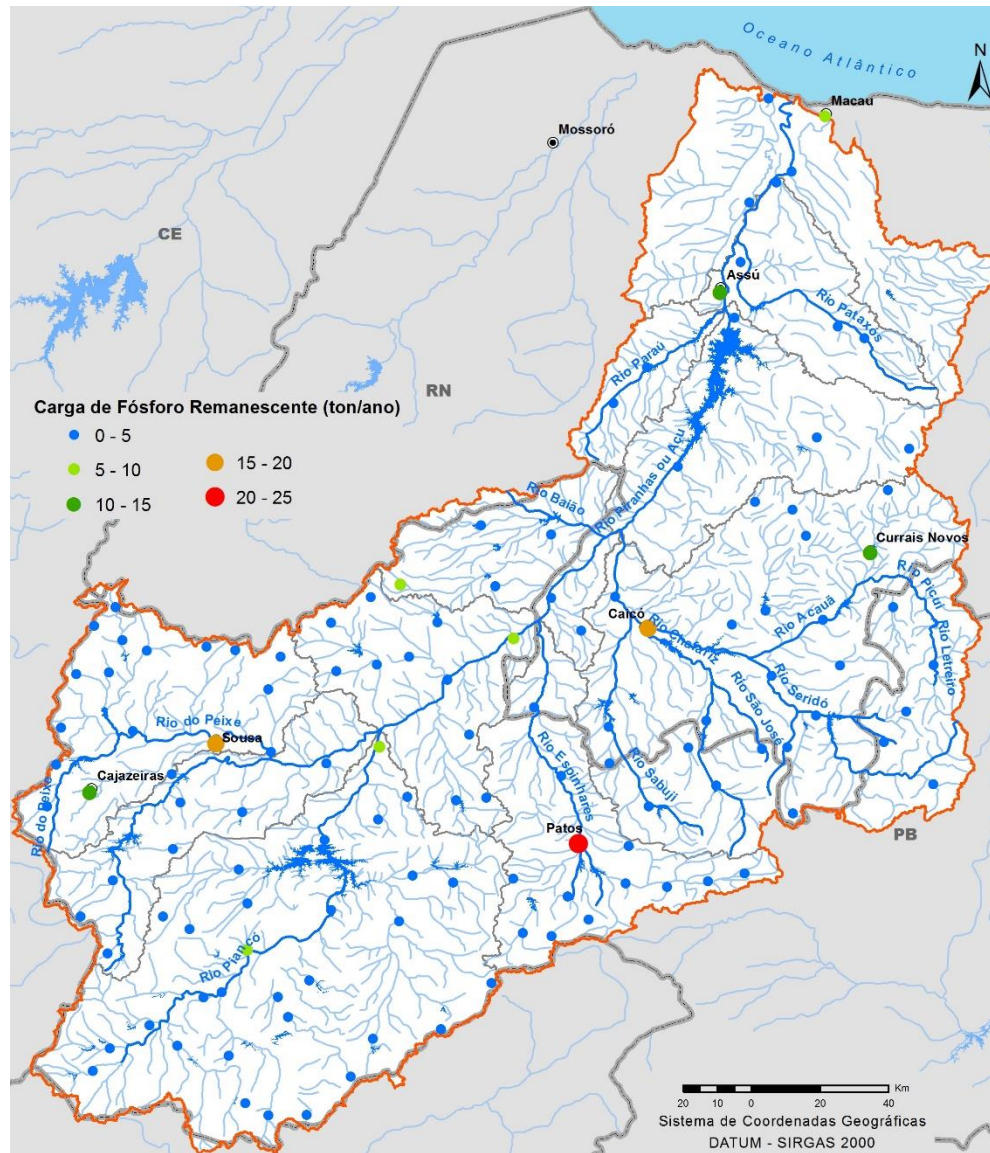 Oceano Atlântico
N
Macau
Mossoró
CE
Assú
Rio Pataxós
Rio Paraú
RN
Carga de Fósforo Remanescente (ton/ano)
0 - 5
15 - 20
5 - 10
20 - 25
10 - 15
Rio Piranhas ou Açu
Rio Baião
Currais Novos
Rio Picuí
Rio Acauã
Caicó
Rio Chafariz
Rio Letreiro
Rio Seridó
Rio São José
Rio do Peixe
Sousa
Rio Espinhares
Rio Sabuji
Cajazeiras
Rio do Peixe
Patos
PB
Rio Piancó
Km
20 10 0 20 40
Sistema de Coordenadas Geográficas
DATUM - SIRGAS 2000